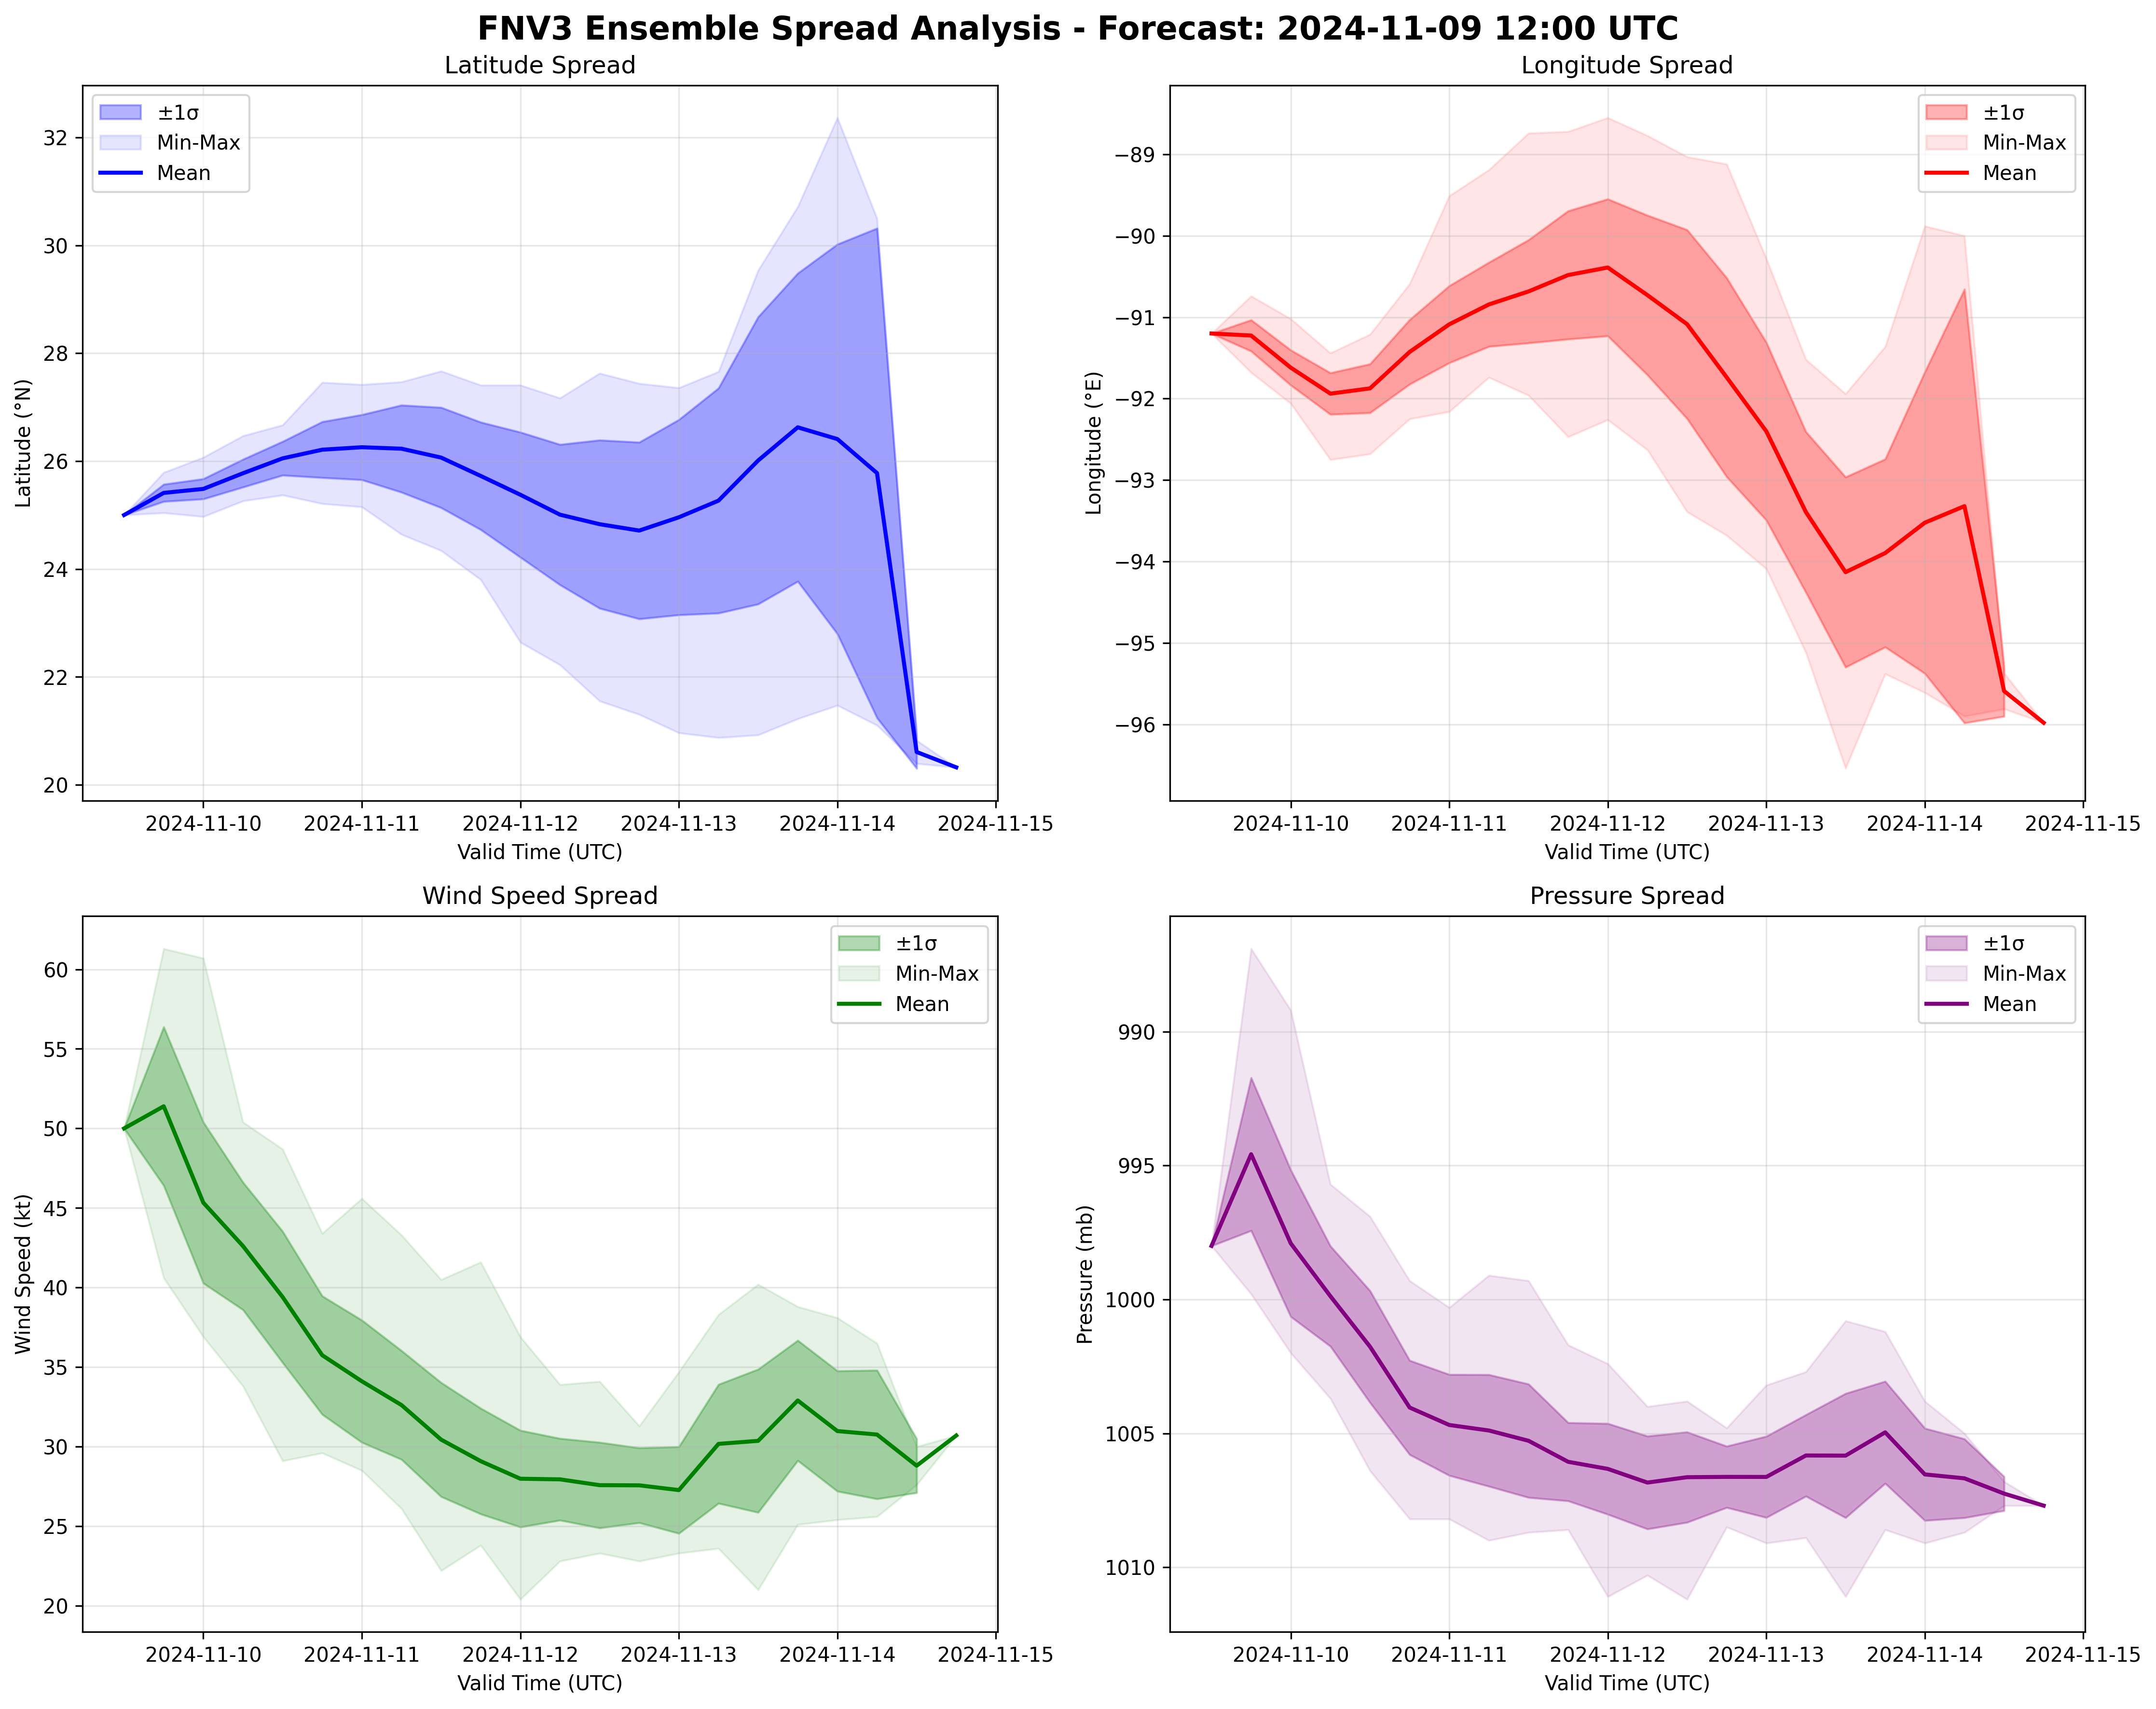 FNV3 Ensemble Spread Analysis - Forecast: 2024-11-09 12:00 UTC
Latitude Spread
±1σ
Min-Max
Mean
Latitude (°N)
32
30
28
26
24
22
20
2024-11-10 2024-11-11 2024-11-12 2024-11-13 2024-11-14 2024-11-15
Valid Time (UTC)
Longitude Spread
±1σ
Min-Max
Mean
Longitude (°E)
−89
−90
−91
−92
−93
−94
−95
−96
2024-11-10 2024-11-11 2024-11-12 2024-11-13 2024-11-14 2024-11-15
Valid Time (UTC)
Wind Speed Spread
±1σ
Min-Max
Mean
Wind Speed (kt)
60
55
50
45
40
35
30
25
20
2024-11-10 2024-11-11 2024-11-12 2024-11-13 2024-11-14 2024-11-15
Valid Time (UTC)
Pressure Spread
±1σ
Min-Max
Mean
Pressure (mb)
990
995
1000
1005
1010
2024-11-10 2024-11-11 2024-11-12 2024-11-13 2024-11-14 2024-11-15
Valid Time (UTC)